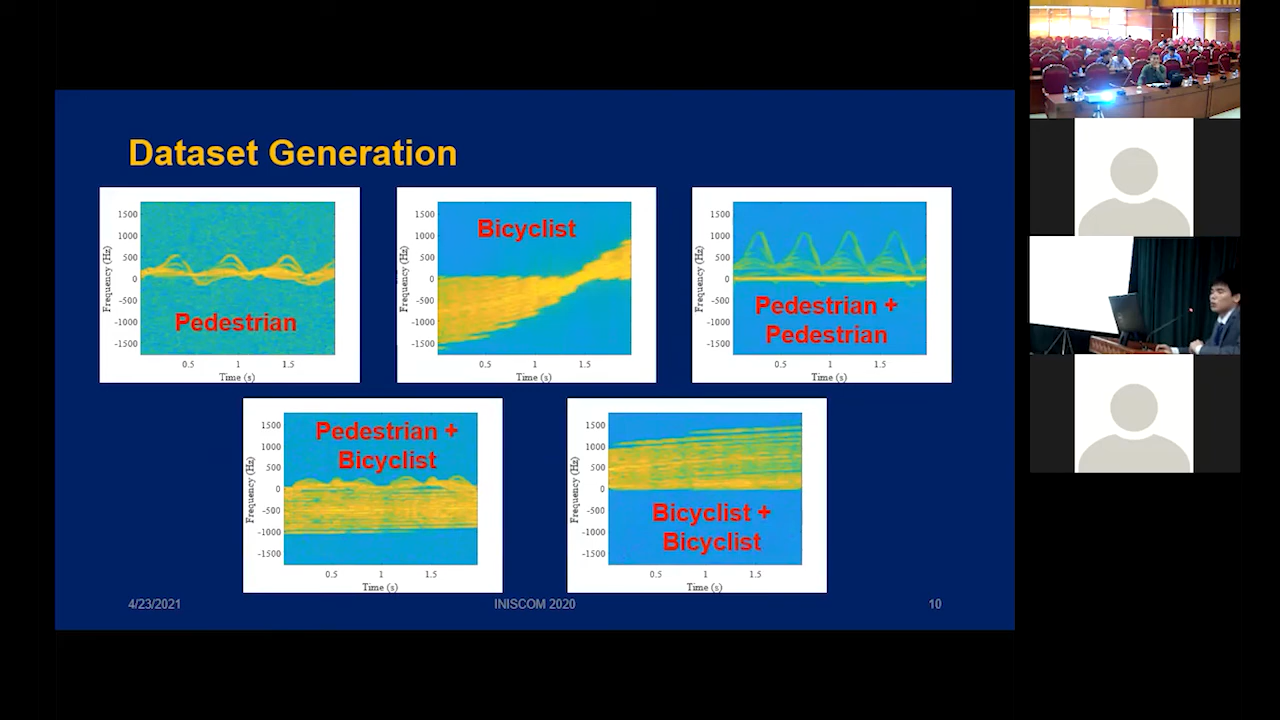 Dataset Generation
1500
1000
500
0
-500
-1000
-1500
Frequency (Hz)
Pedestrian
0.5
1
1.5
Time (s)
1500
1000
500
0
-500
-1000
-1500
Frequency (Hz)
Bicyclist
0.5
1
1.5
Time (s)
1500
1000
500
0
-500
-1000
-1500
Frequency (Hz)
Pedestrian +
Pedestrian
0.5
1
1.5
Time (s)
1500
1000
500
0
-500
-1000
-1500
Frequency (Hz)
Pedestrian +
Bicyclist
0.5
1
1.5
Time (s)
1500
1000
500
0
-500
-1000
-1500
Frequency (Hz)
Bicyclist +
Bicyclist
0.5
1
1.5
Time (s)
4/23/2021
INISCOM 2020
10